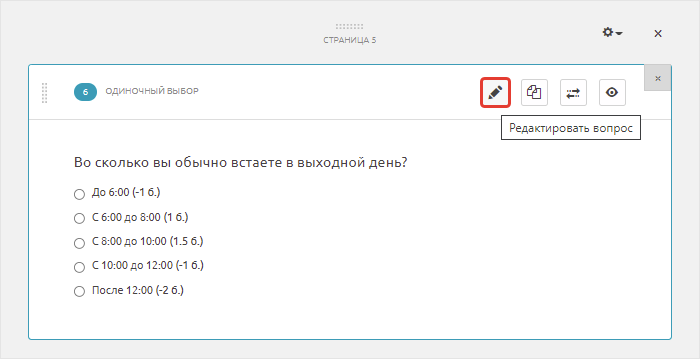 СТРАНИЦА 5
6 ОДИНОЧНЫЙ ВЫБОР
Редактировать вопрос
Во сколько вы обычно встаете в выходной день?
До 6:00 (-1 б.)
С 6:00 до 8:00 (1 б.)
С 8:00 до 10:00 (1.5 б.)
С 10:00 до 12:00 (-1 б.)
После 12:00 (-2 б.)